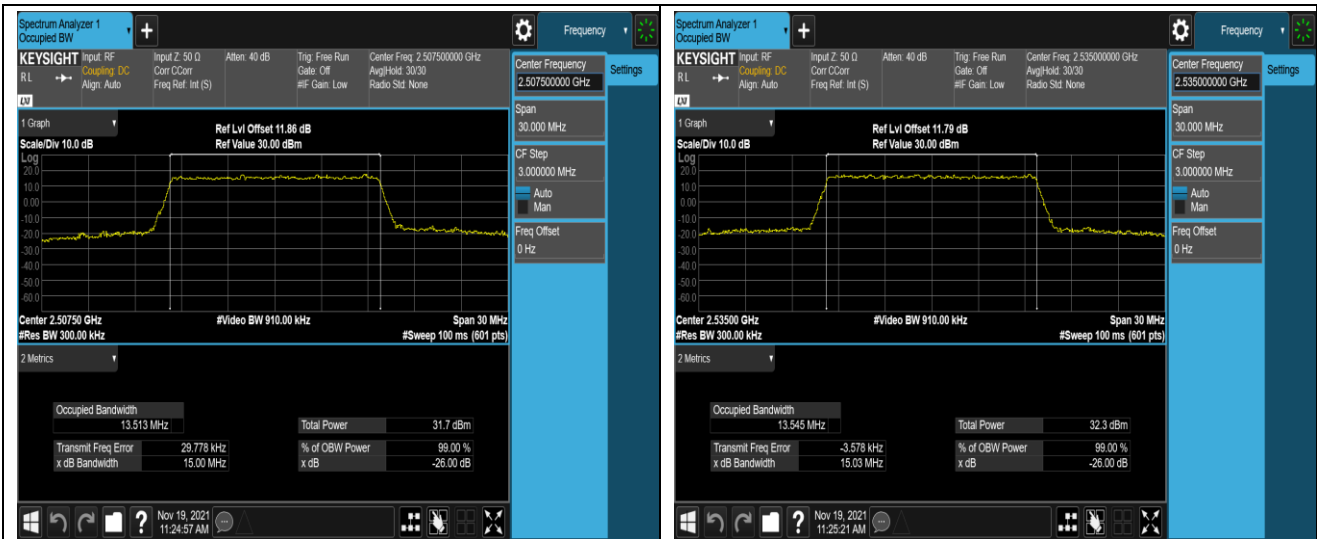 Spectrum Analyzer 1
Occupied BW
+
Frequency
KEYSIGHT Input: RF Input Z: 50 Ω Atten: 40 dB Trig: Free Run Center Freq: 2.507500000 GHz
RL Coupling: DC Corr CCorr Gate: Off Avg|Hold: 30/30
Align: Auto Freq Ref: Int (S) #IF Gain: Low Radio Std: None
LXI
Center Frequency
2.507500000 GHz
Settings
Span
30.000 MHz
CF Step
3.000000 MHz
Auto
Man
Freq Offset
0 Hz
1 Graph
Ref Lvl Offset 11.86 dB
Scale/Div 10.0 dB Ref Value 30.00 dBm
Log
20.0
10.0
0.00
-10.0
-20.0
-30.0
-40.0
-50.0
-60.0
Center 2.50750 GHz #Video BW 910.00 kHz Span 30 MHz
#Res BW 300.00 kHz #Sweep 100 ms (601 pts)
2 Metrics
Occupied Bandwidth
13.513 MHz Total Power 31.7 dBm
Transmit Freq Error 29.778 kHz % of OBW Power 99.00 %
x dB Bandwidth 15.00 MHz x dB -26.00 dB
? Nov 19, 2021
11:24:57 AM
Spectrum Analyzer 1
Occupied BW
+
Frequency
KEYSIGHT Input: RF Input Z: 50 Ω Atten: 40 dB Trig: Free Run Center Freq: 2.535000000 GHz
RL Coupling: DC Corr CCorr Gate: Off Avg|Hold: 30/30
Align: Auto Freq Ref: Int (S) #IF Gain: Low Radio Std: None
LXI
Center Frequency
2.535000000 GHz
Settings
Span
30.000 MHz
CF Step
3.000000 MHz
Auto
Man
Freq Offset
0 Hz
1 Graph
Ref Lvl Offset 11.79 dB
Scale/Div 10.0 dB Ref Value 30.00 dBm
Log
20.0
10.0
0.00
-10.0
-20.0
-30.0
-40.0
-50.0
-60.0
Center 2.53500 GHz #Video BW 910.00 kHz Span 30 MHz
#Res BW 300.00 kHz #Sweep 100 ms (601 pts)
2 Metrics
Occupied Bandwidth
13.545 MHz Total Power 32.3 dBm
Transmit Freq Error -3.578 kHz % of OBW Power 99.00 %
x dB Bandwidth 15.03 MHz x dB -26.00 dB
? Nov 19, 2021
11:25:21 AM